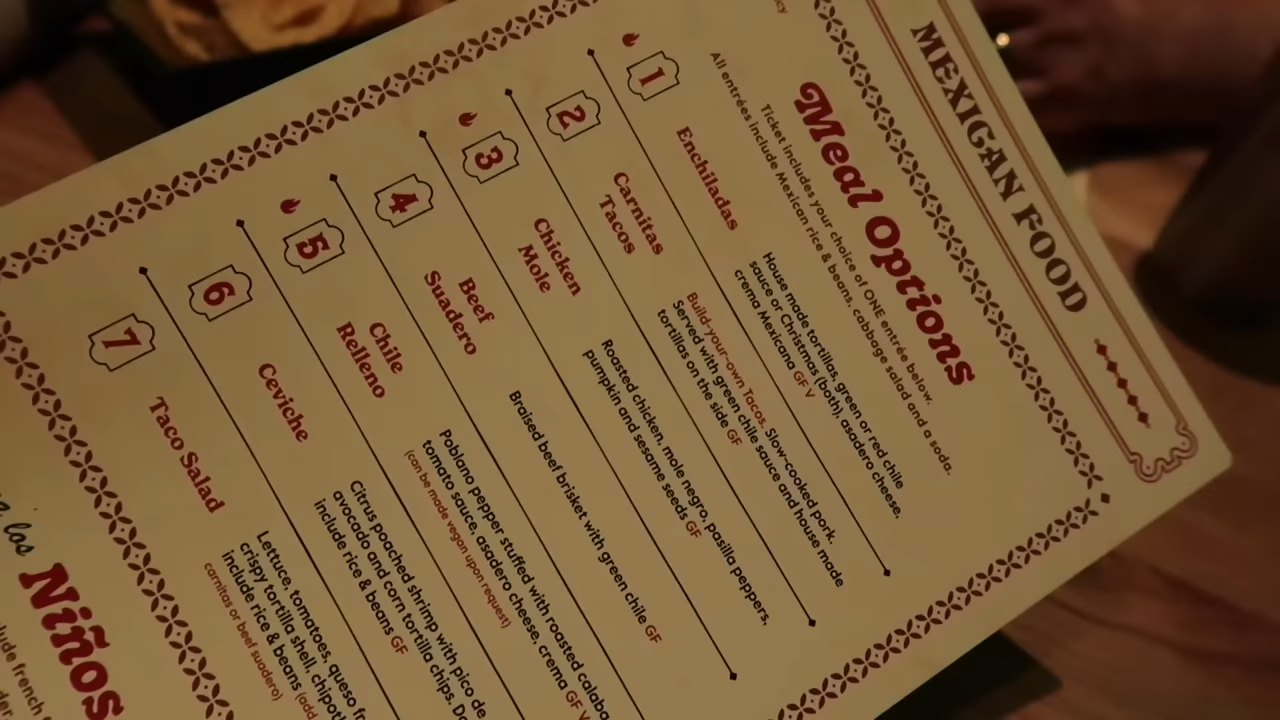 MEXIGAN FOOD
Meal Options
Ticket includes your choice of ONE entrée below.
All entrées include Mexican rice & beans, cabbage salad and a soda.
1
Enchiladas
House made tortillas, green or red chile
sauce or Christmas (both), asadero cheese,
crema Mexicana GF V
2
Carnitas
Tacos
Build-your-own Tacos. Slow-cooked pork.
Served with green chile sauce and house made
tortillas on the side GF
3
Chicken
Mole
Roasted chicken, mole negro, pasilla peppers,
pumpkin and sesame seeds GF
4
Beef
Suadero
Braised beef brisket with green chile GF
5
Chile
Relleno
Poblano pepper stuffed with roasted
tomato sauce, asadero cheese, crema GF V
(can be made vegan upon request)
6
Ceviche
Citrus poached shrimp with pico de
avocado and corn tortilla chips.
include rice & beans GF
7
Taco Salad
Lettuce, tomatoes, queso
crispy tortilla shell,
include rice & beans (add
carnitas or beef suadero)
los
Niños
french